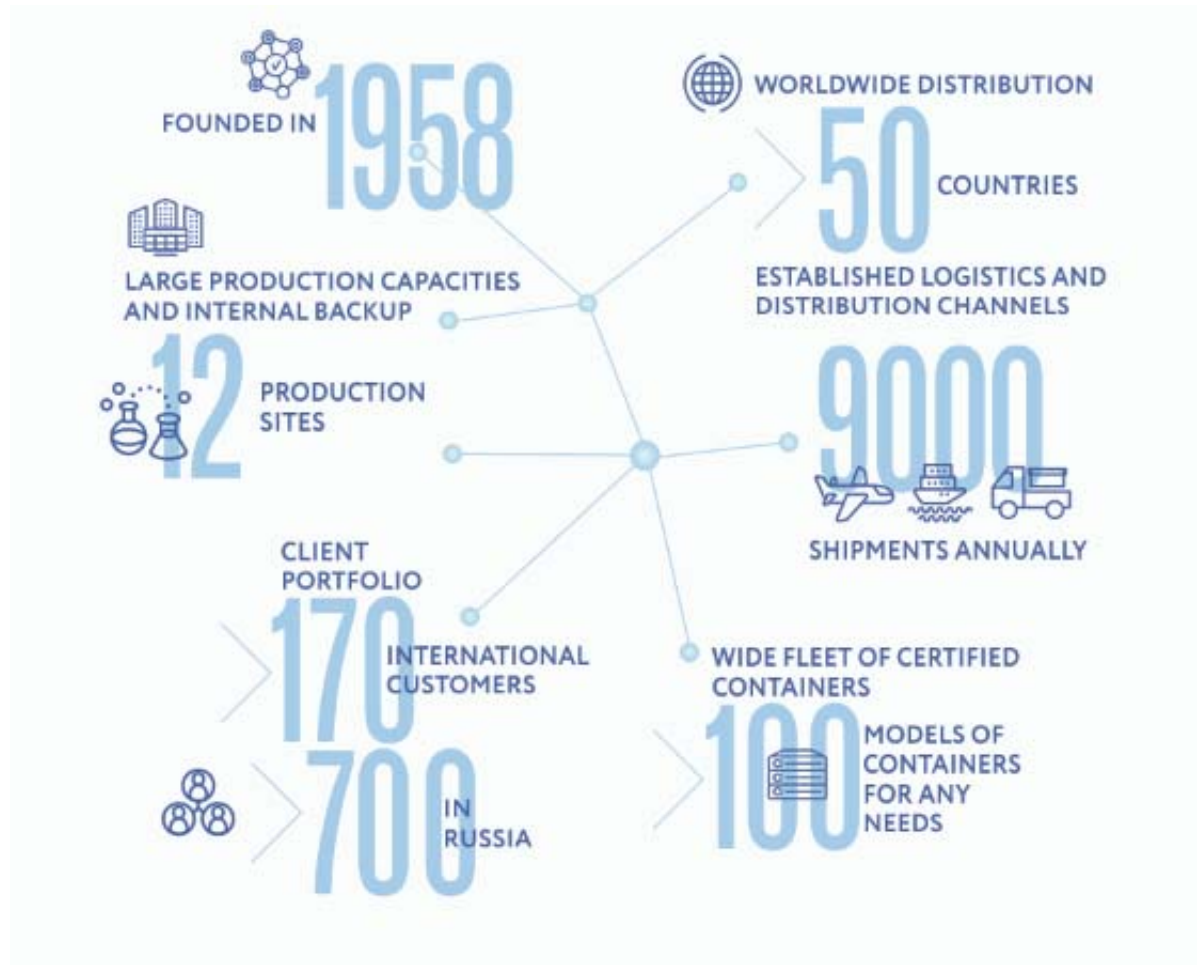 FOUNDED IN 1958
LARGE PRODUCTION CAPACITIES
AND INTERNAL BACKUP
12 PRODUCTION
SITES
CLIENT
PORTFOLIO
170 INTERNATIONAL
CUSTOMERS
700 IN
RUSSIA
WORLDWIDE DISTRIBUTION
50 COUNTRIES
ESTABLISHED LOGISTICS AND
DISTRIBUTION CHANNELS
9000
SHIPMENTS ANNUALLY
WIDE FLEET OF CERTIFIED
CONTAINERS
100 MODELS OF
CONTAINERS
FOR ANY
NEEDS